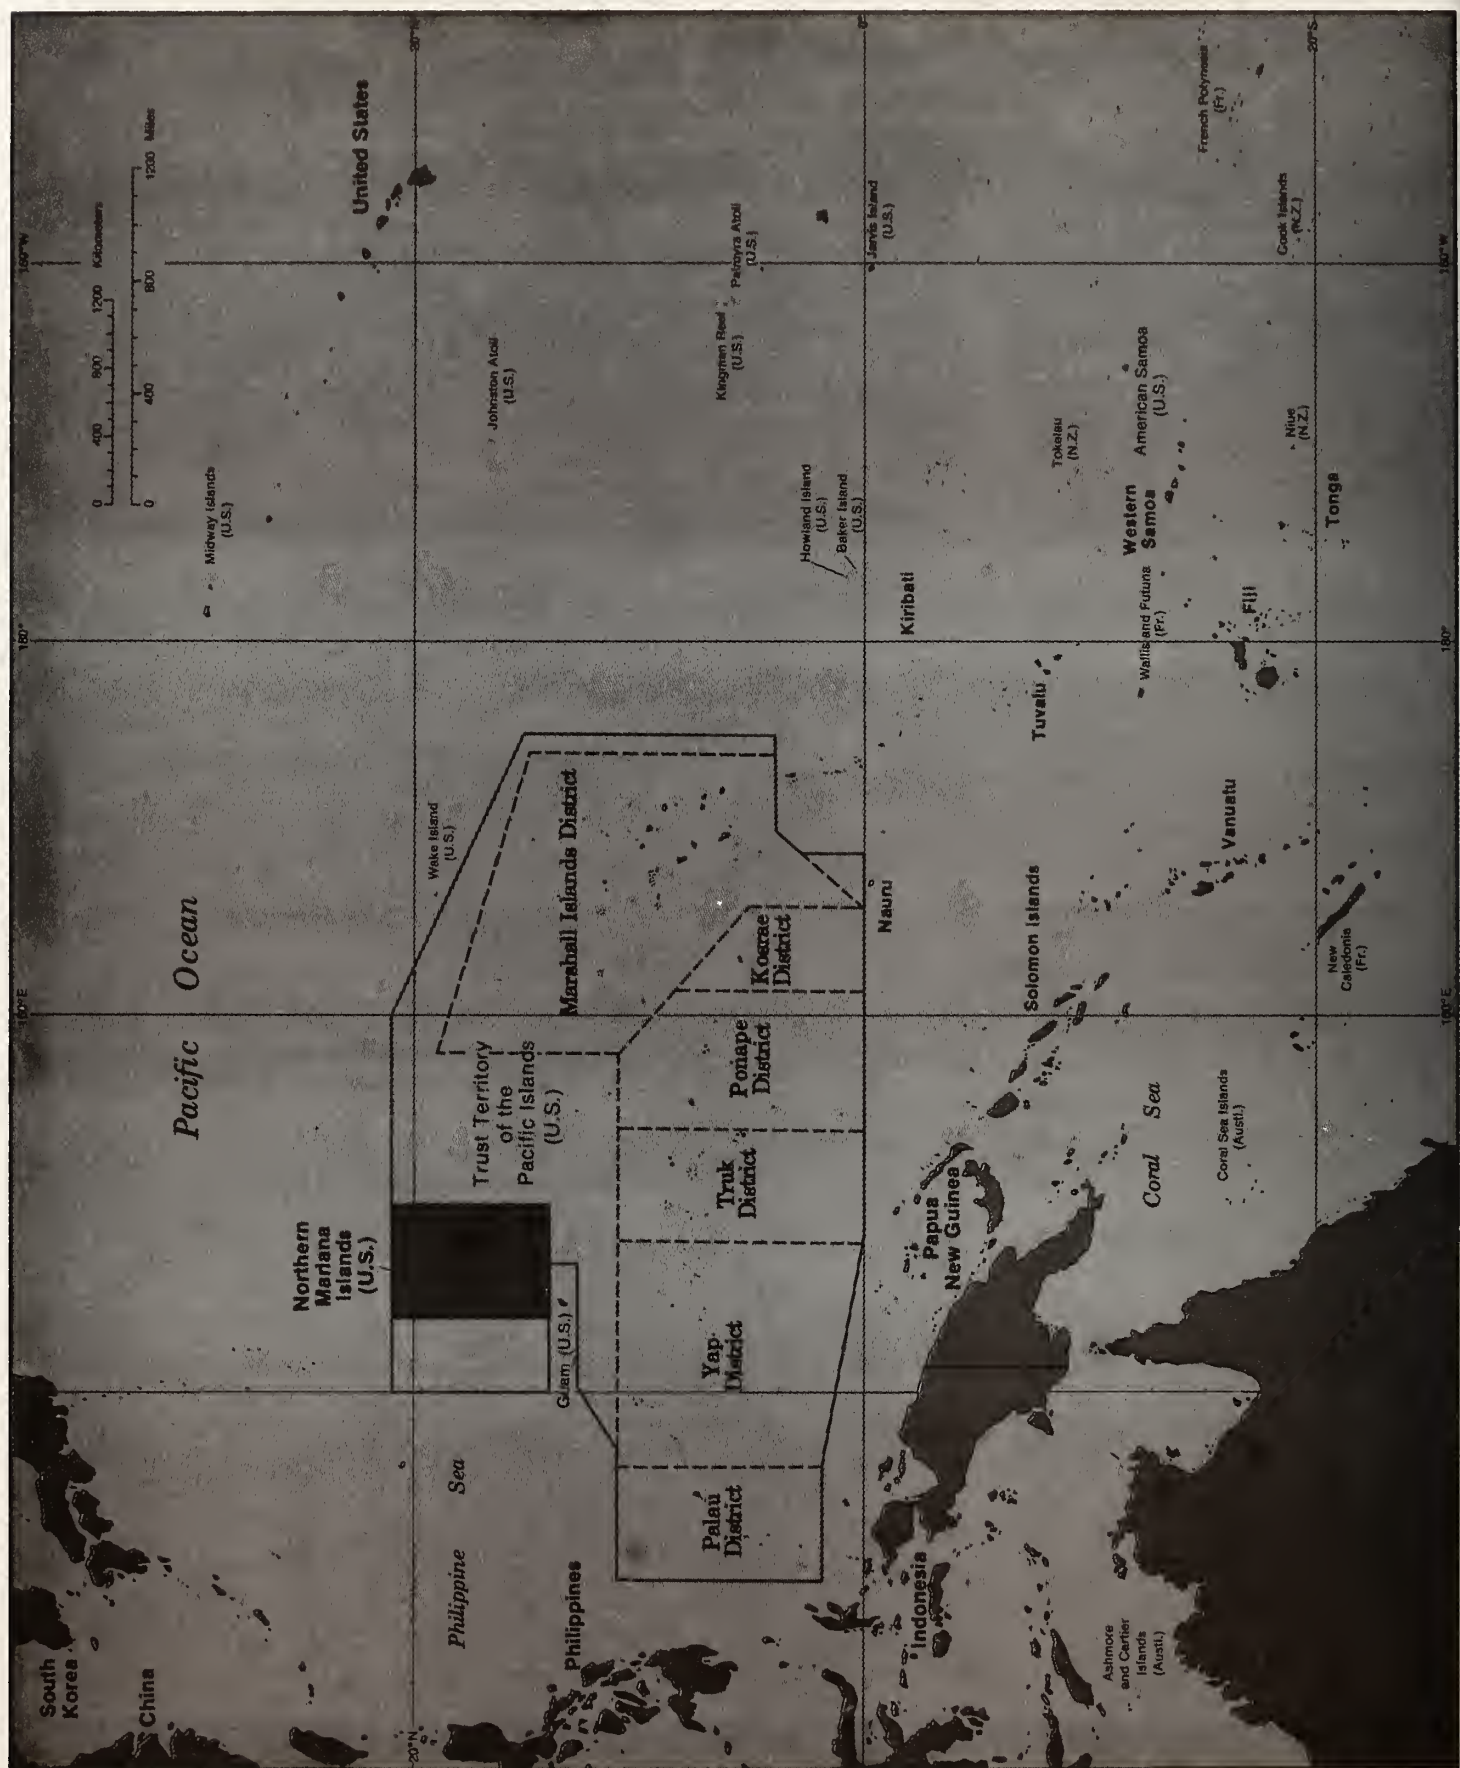 160°W
180°
160°E
0 400 800 1200 Kilometers
0 400 800 1200 Miles
South
Korea
China
Pacific Ocean
Midway Islands
(U.S.)
United States
20°N
20°N
Northern
Mariana
Islands
(U.S.)
Wake Island
(U.S.)
Johnston Atoll
(U.S.)
Philippine Sea
Trust Territory
of the
Pacific Islands
(U.S.)
Marshall Islands District
Guam (U.S.)
Philippines
Palau
District
Yap
District
Truk
District
Ponape
District
Kosrae
District
Kingman Reef
(U.S.)
Palmyra Atoll
(U.S.)
Howland Island
(U.S.)
Baker Island
(U.S.)
Jarvis Island
(U.S.)
0°
Nauru
Kiribati
Indonesia
Papua
New Guinea
Solomon Islands
Tuvalu
Tokelau
(N.Z.)
Ashmore
and Cartier
Islands
(Austl.)
Coral Sea
Wallis and Futuna
(Fr.)
Western
Samoa
American Samoa
(U.S.)
French Polynesia
(Fr.)
Coral Sea Islands
(Austl.)
Vanuatu
Fiji
Niue
(N.Z.)
Cook Islands
(N.Z.)
20°S
New
Caledonia
(Fr.)
Tonga
160°E
180°
160°W